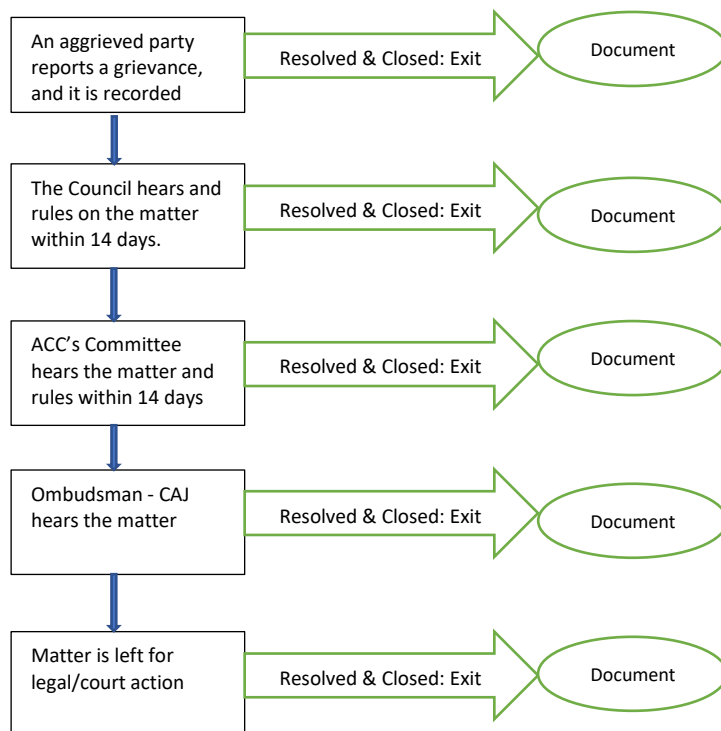 An aggrieved party
reports a grievance,
and it is recorded
Resolved & Closed: Exit
Document
The Council hears and
rules on the matter
within 14 days.
Resolved & Closed: Exit
Document
ACC’s Committee
hears the matter and
rules within 14 days
Resolved & Closed: Exit
Document
Ombudsman - CAJ
hears the matter
Resolved & Closed: Exit
Document
Matter is left for
legal/court action
Resolved & Closed: Exit
Document